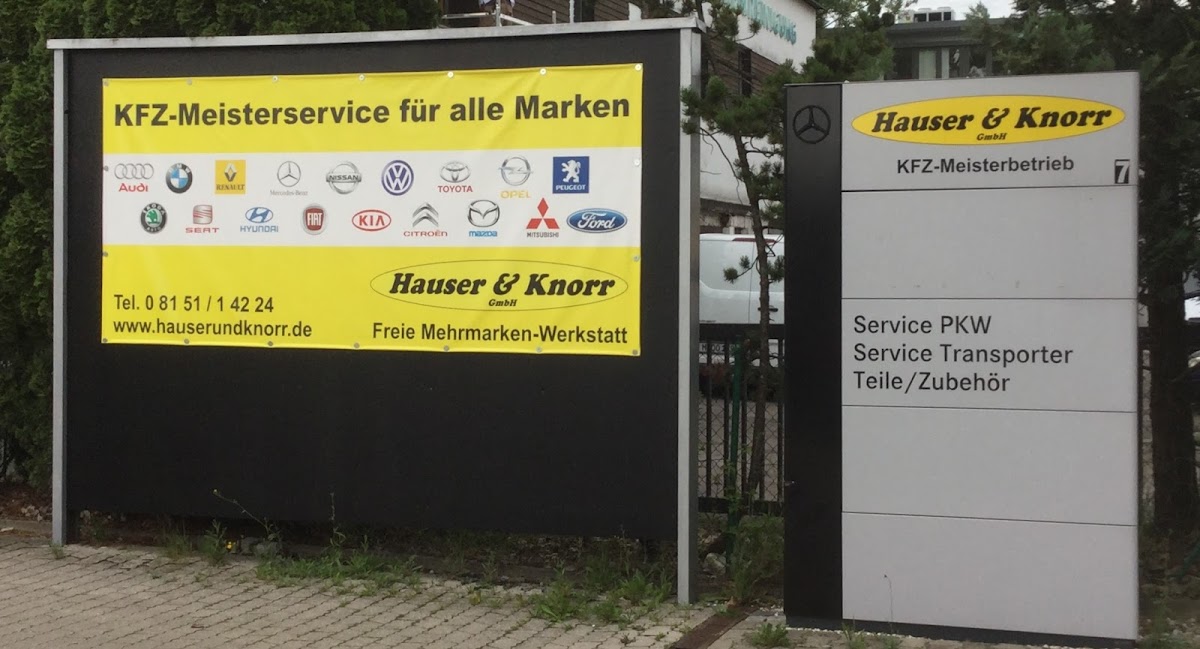 KFZ-Meisterservice für alle Marken
Audi
RENAULT
Mercedes-Benz
NISSAN
TOYOTA
OPEL
PEUGEOT
SEAT
HYUNDAI
FIAT
KIA
CITROËN
mazda
MITSUBISHI
Ford
Hauser & Knorr
GmbH
Tel. 0 81 51 / 1 42 24
www.hauserundknorr.de
Freie Mehrmarken-Werkstatt
Hauser & Knorr
GmbH
KFZ-Meisterbetrieb
7
Service PKW
Service Transporter
Teile/Zubehör